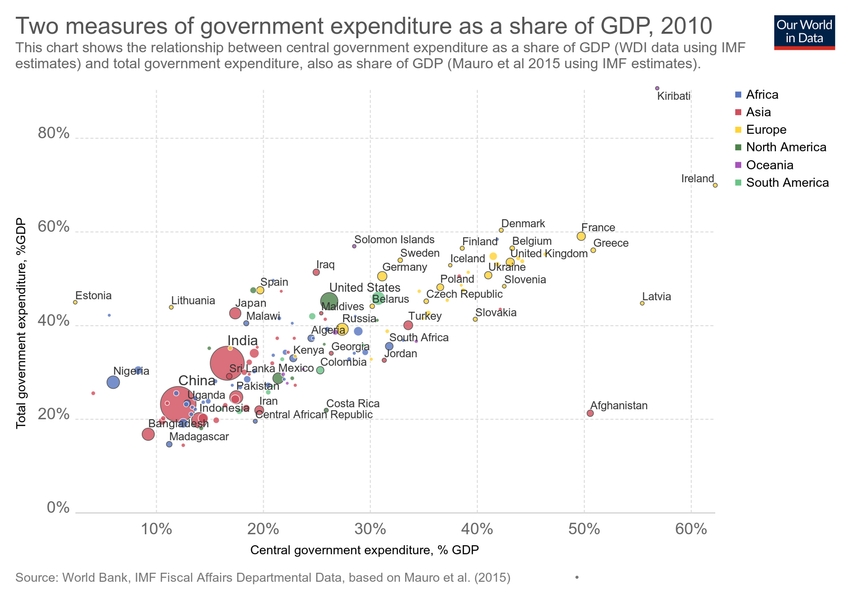 Two measures of government expenditure as a share of GDP, 2010
This chart shows the relationship between central government expenditure as a share of GDP (WDI data using IMF
estimates) and total government expenditure, also as share of GDP (Mauro et al 2015 using IMF estimates).
Our World
in Data
Africa
Asia
Europe
North America
Oceania
South America
Total government expenditure, %GDP
80%
60%
40%
20%
0%
Kiribati
Ireland
Denmark
France
Solomon Islands
Finland
Belgium
Greece
Sweden
United Kingdom
Iceland
Iraq
Germany
Ukraine
Spain
Poland
Slovenia
United States
Czech Republic
Estonia
Lithuania
Belarus
Latvia
Japan
Maldives
Malawi
Russia
Turkey
Slovakia
Algeria
South Africa
India
Kenya
Georgia
Jordan
Nigeria
Sri Lanka
Mexico
Colombia
China
Pakistan
Uganda
Indonesia
Iran
Costa Rica
Afghanistan
Central African Republic
Bangladesh
Madagascar
10%
20%
30%
40%
50%
60%
Central government expenditure, % GDP
Source: World Bank, IMF Fiscal Affairs Departmental Data, based on Mauro et al. (2015)